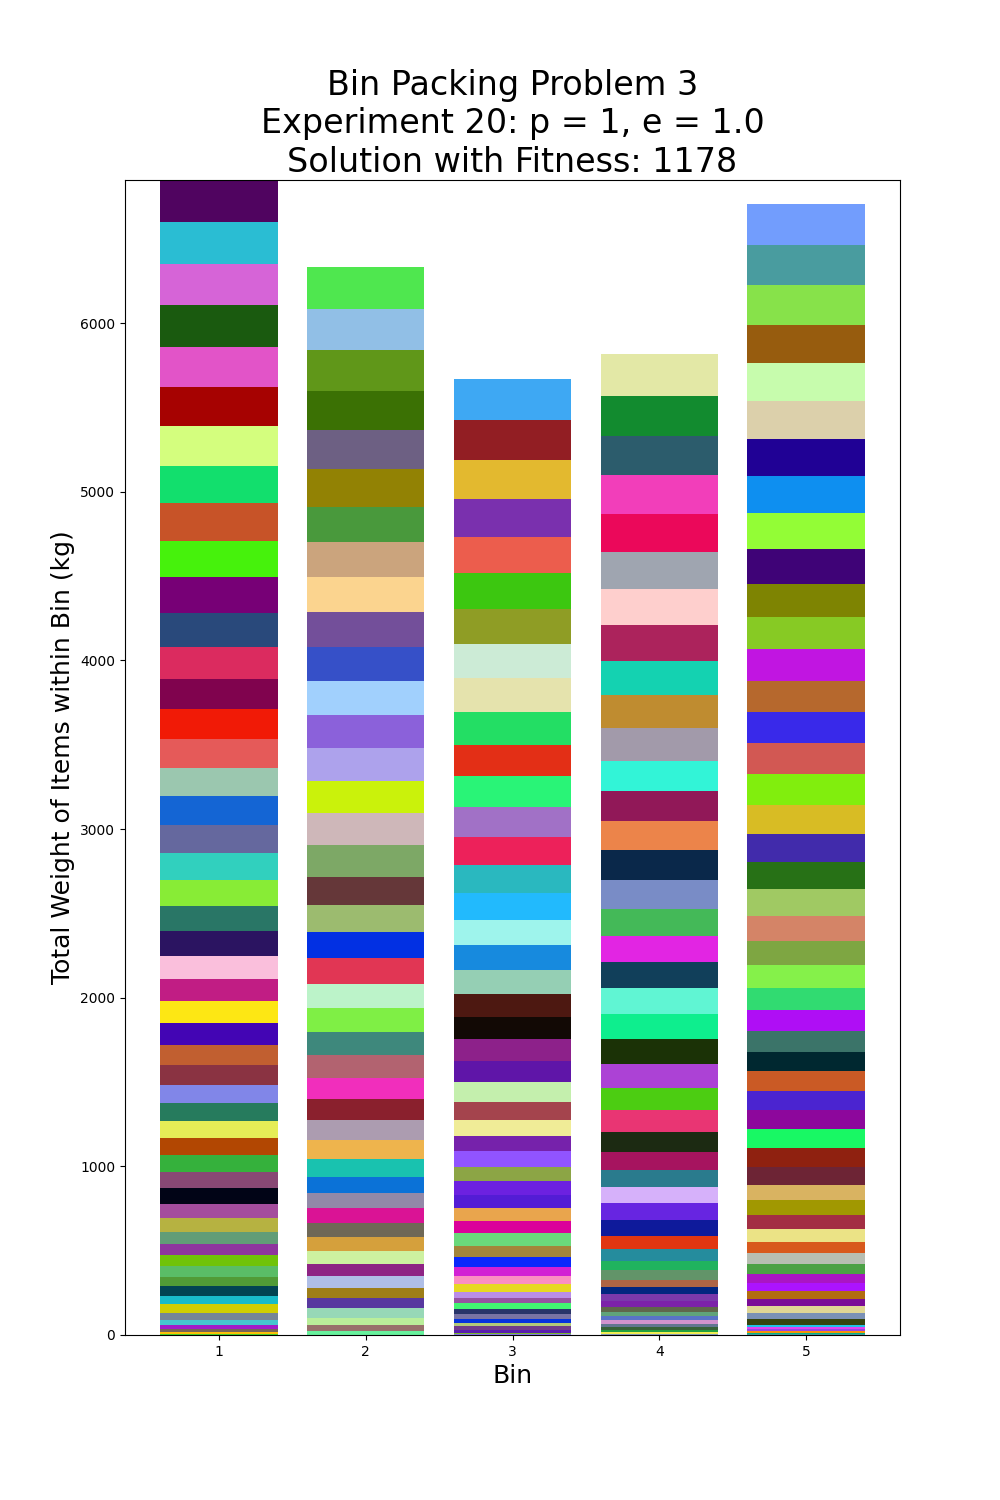 Bin Packing Problem 3
Experiment 20: p = 1, e = 1.0
Solution with Fitness: 1178
Total Weight of Items within Bin (kg)
6000
5000
4000
3000
2000
1000
0
1 2 3 4 5
Bin